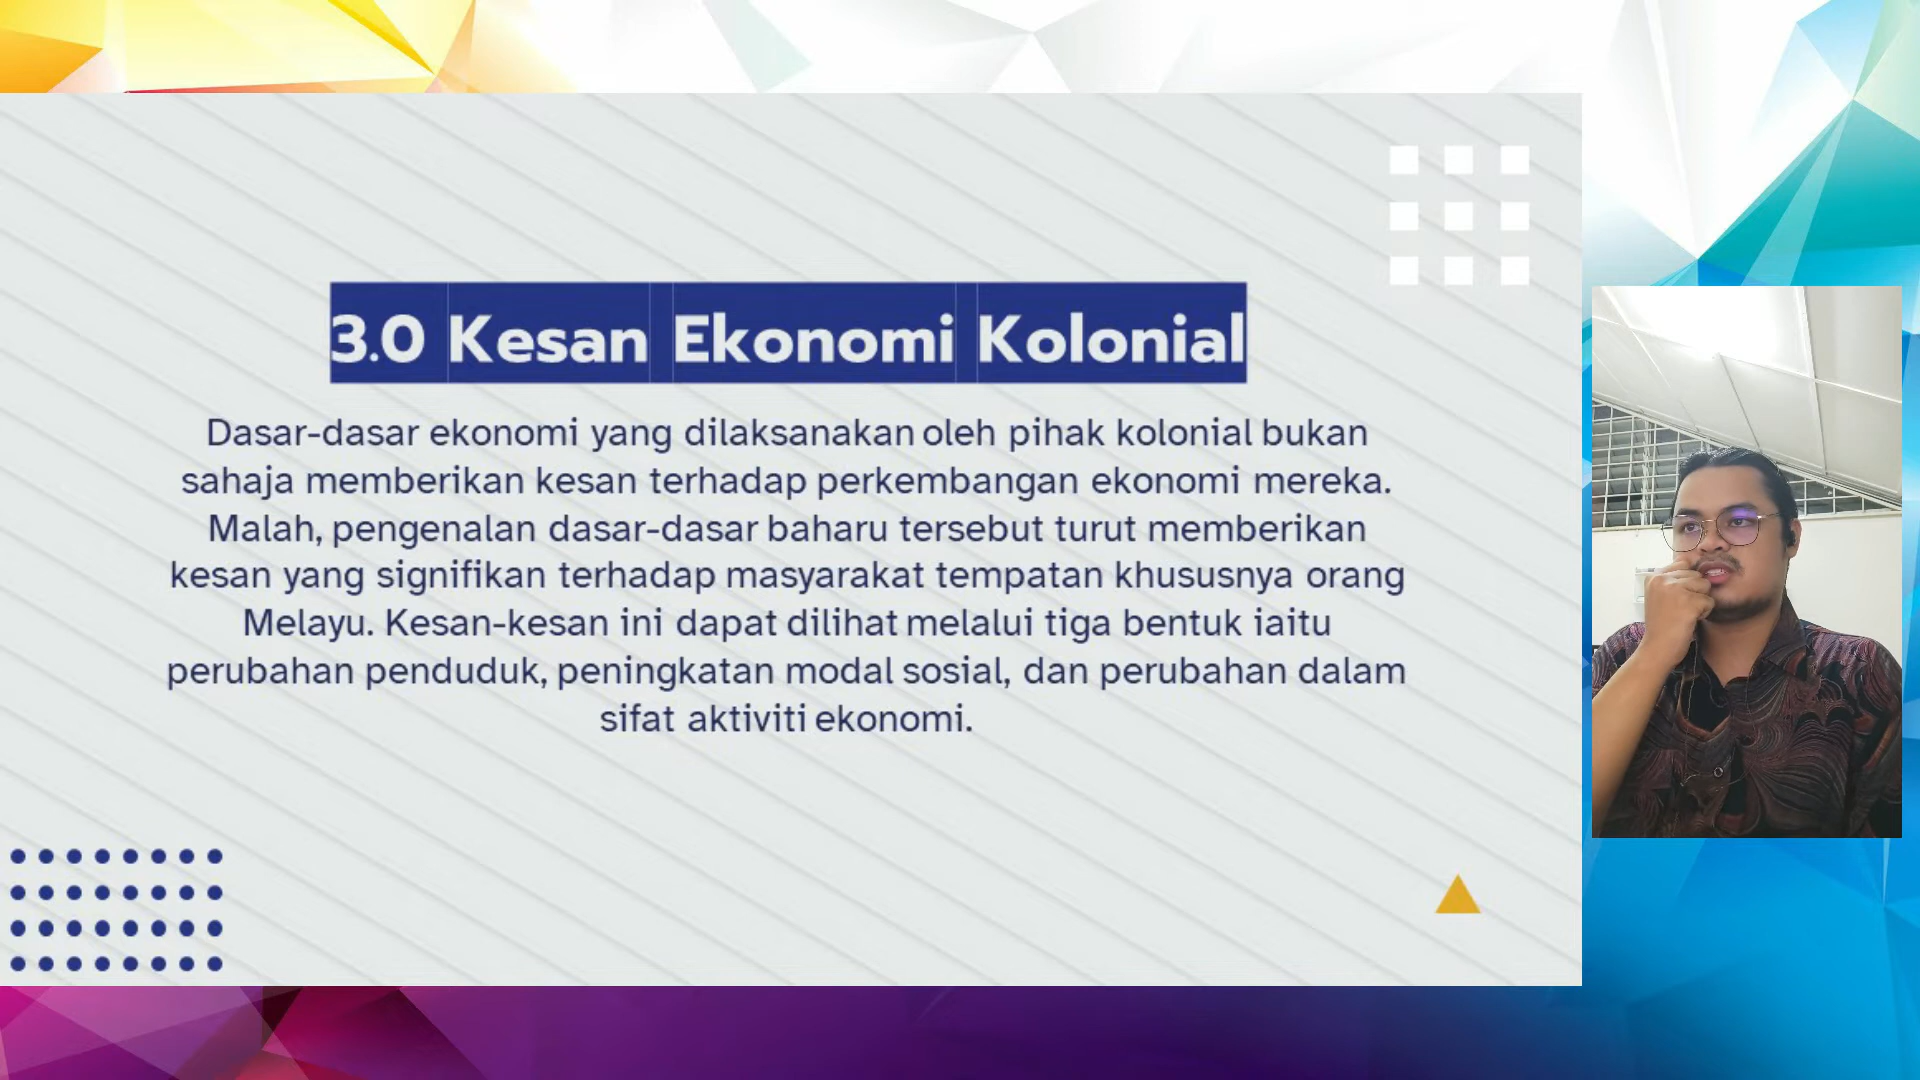 3.0 Kesan Ekonomi Kolonial
Dasar-dasar ekonomi yang dilaksanakan oleh pihak kolonial bukan
sahaja memberikan kesan terhadap perkembangan ekonomi mereka.
Malah, pengenalan dasar-dasar baharu tersebut turut memberikan
kesan yang signifikan terhadap masyarakat tempatan khususnya orang
Melayu. Kesan-kesan ini dapat dilihat melalui tiga bentuk iaitu
perubahan penduduk, peningkatan modal sosial, dan perubahan dalam
sifat aktiviti ekonomi.